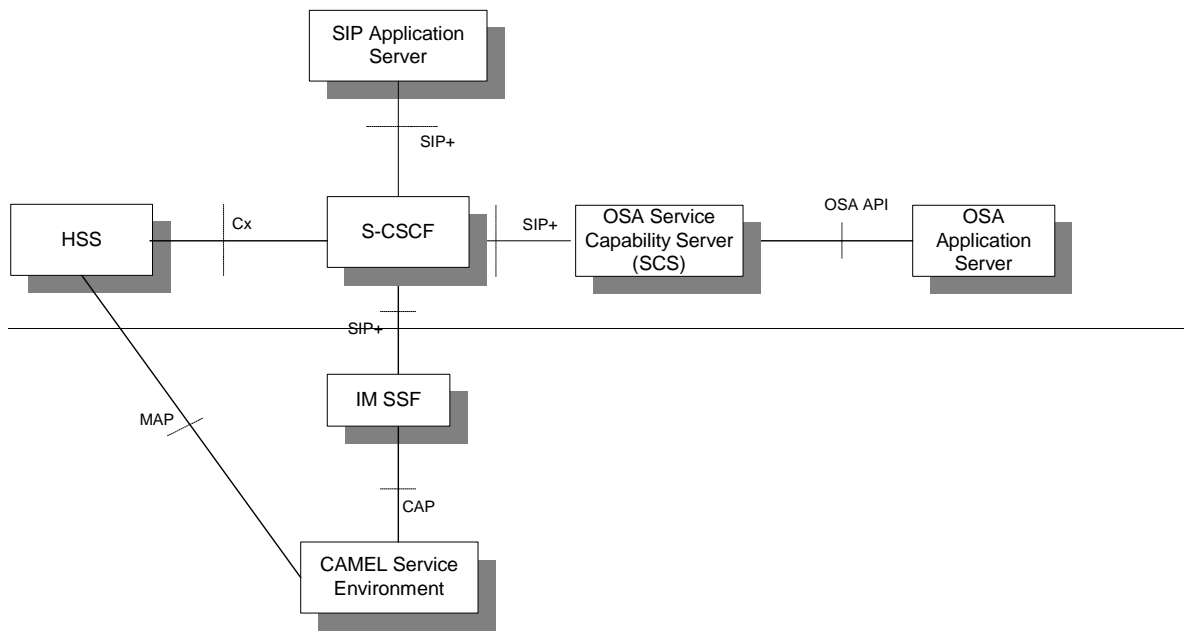 SIP Application
Server
SIP+
HSS
Cx
S-CSCF
SIP+
OSA Service
Capability Server
(SCS)
OSA API
OSA
Application
Server
SIP+
IM SSF
MAP
CAP
CAMEL Service
Environment